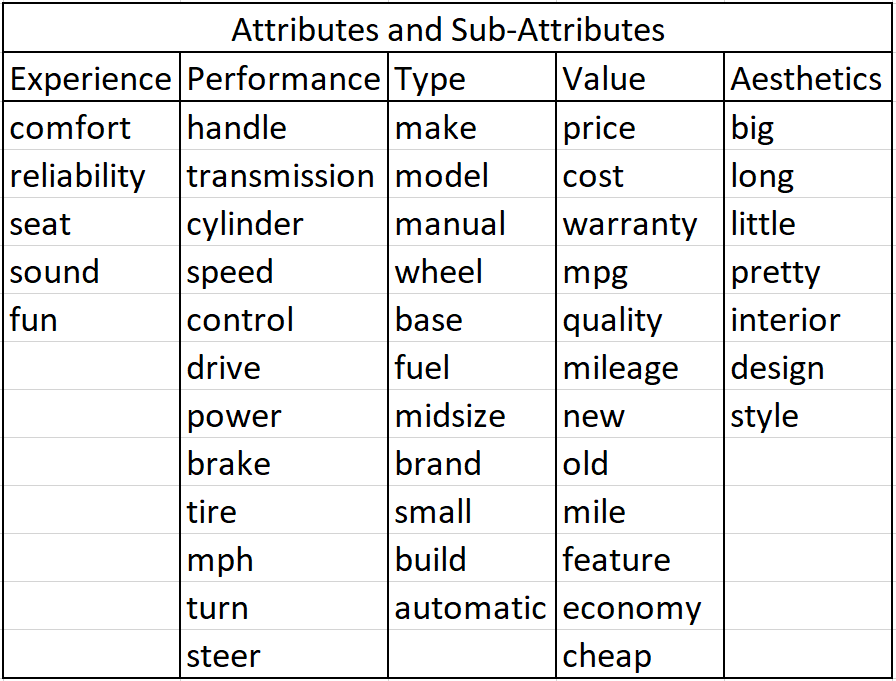 Attributes and Sub-Attributes
Experience Performance Type Value Aesthetics
comfort handle make price big
reliability transmission model cost long
seat cylinder manual warranty little
sound speed wheel mpg pretty
fun control base quality interior
drive fuel mileage design
power midsize new style
brake brand old
tire small mile
mph build feature
turn automatic economy
steer cheap